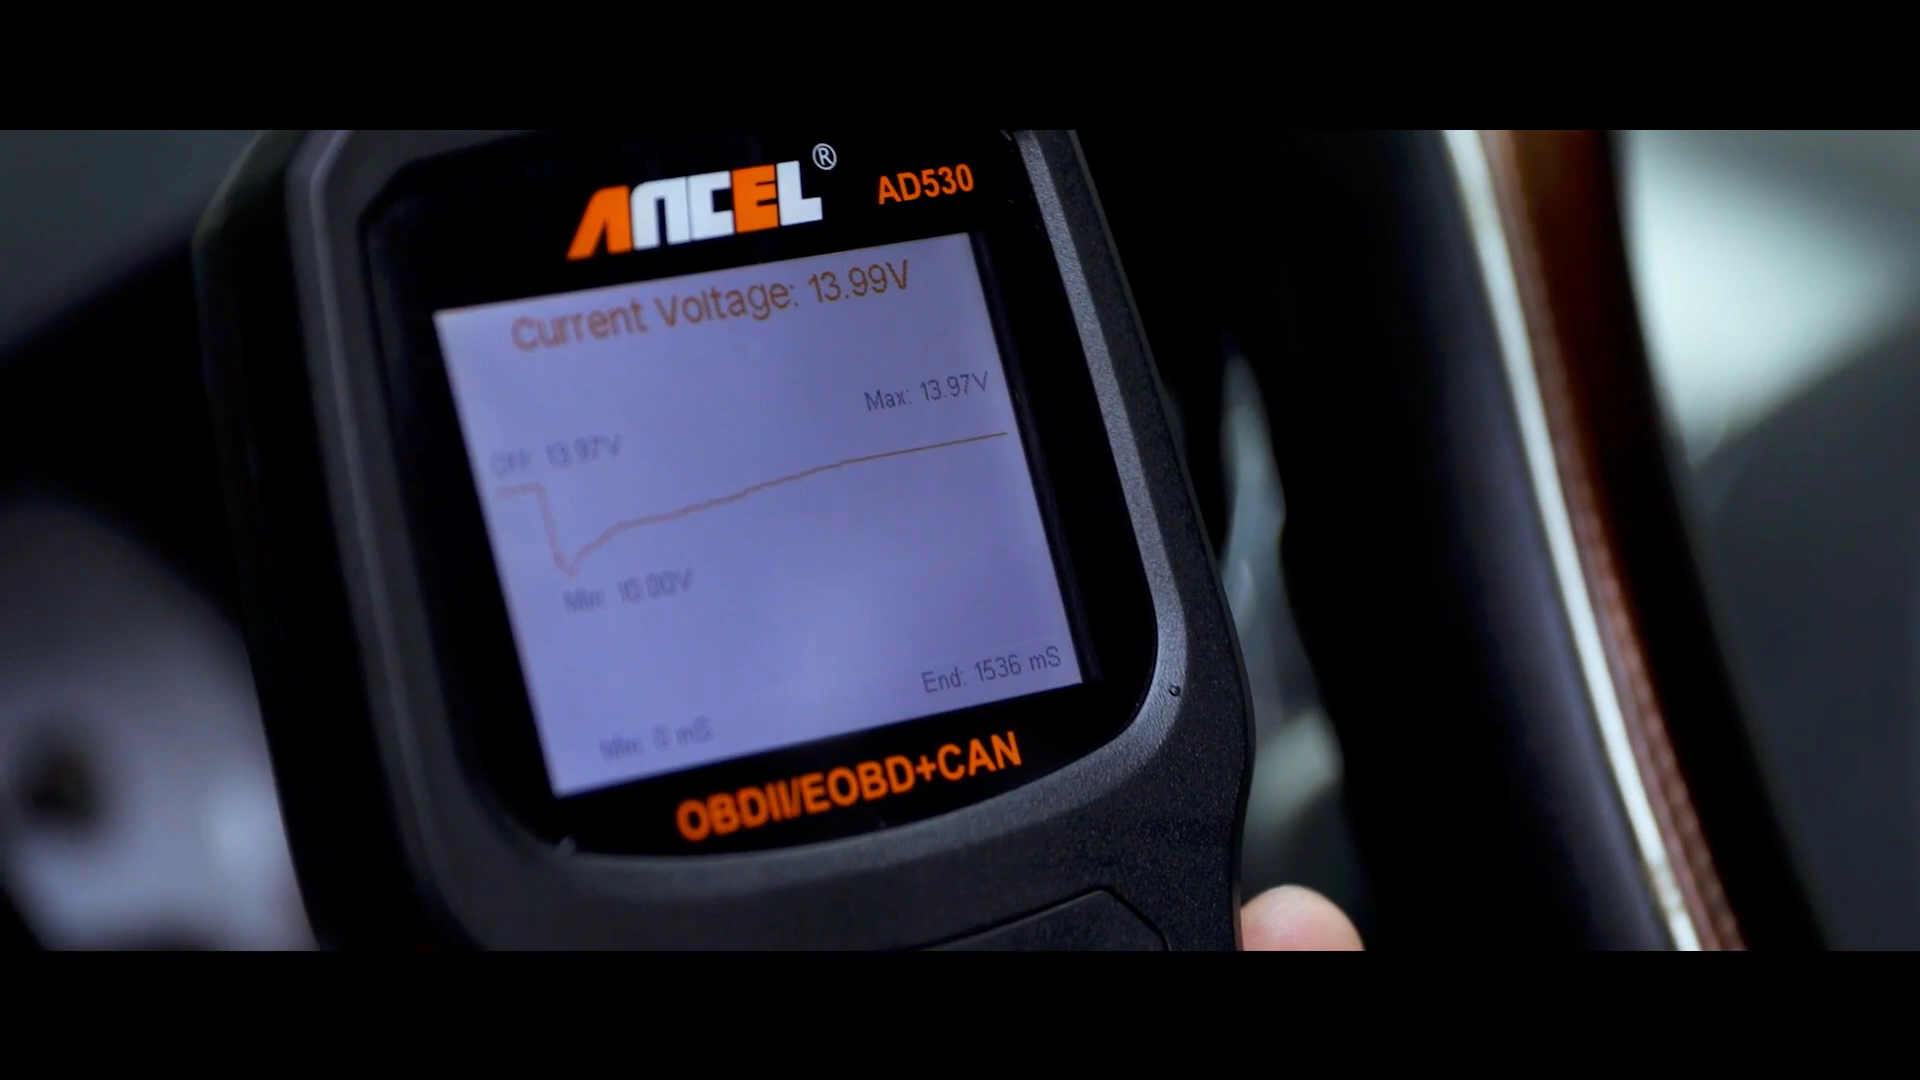 ANCEL® AD530
Current Voltage: 13.99V
Max: 13.97V
OFF: 13.97V
Min: 10.00V
End: 1536 mS
Min: 0 mS
OBDII/EOBD+CAN